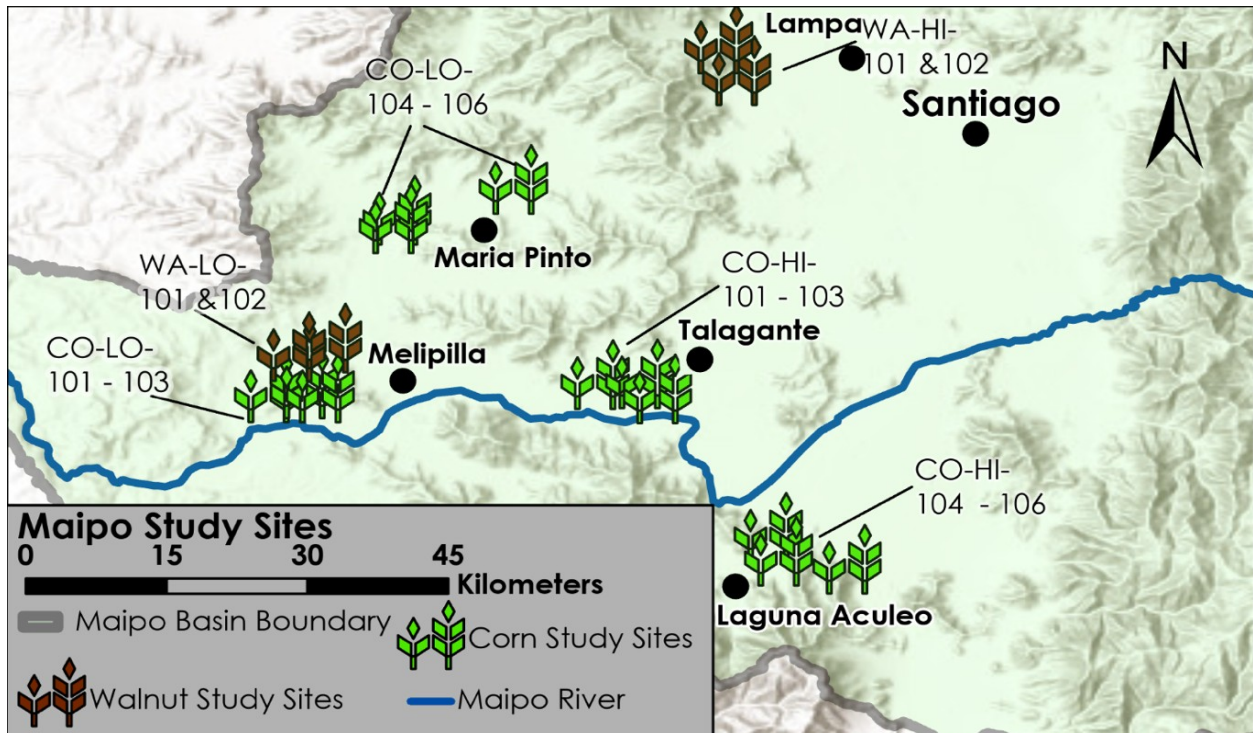 Lampa
WA-HI-
101 &102
CO-LO-
104 - 106
Santiago
N
Maria Pinto
WA-LO-
101 &102
CO-HI-
101 - 103
Talagante
CO-LO-
101 - 103
Melipilla
CO-HI-
104 - 106
Laguna Aculeo
Maipo Study Sites
0 15 30 45
Kilometers
Maipo Basin Boundary
Corn Study Sites
Walnut Study Sites
Maipo River